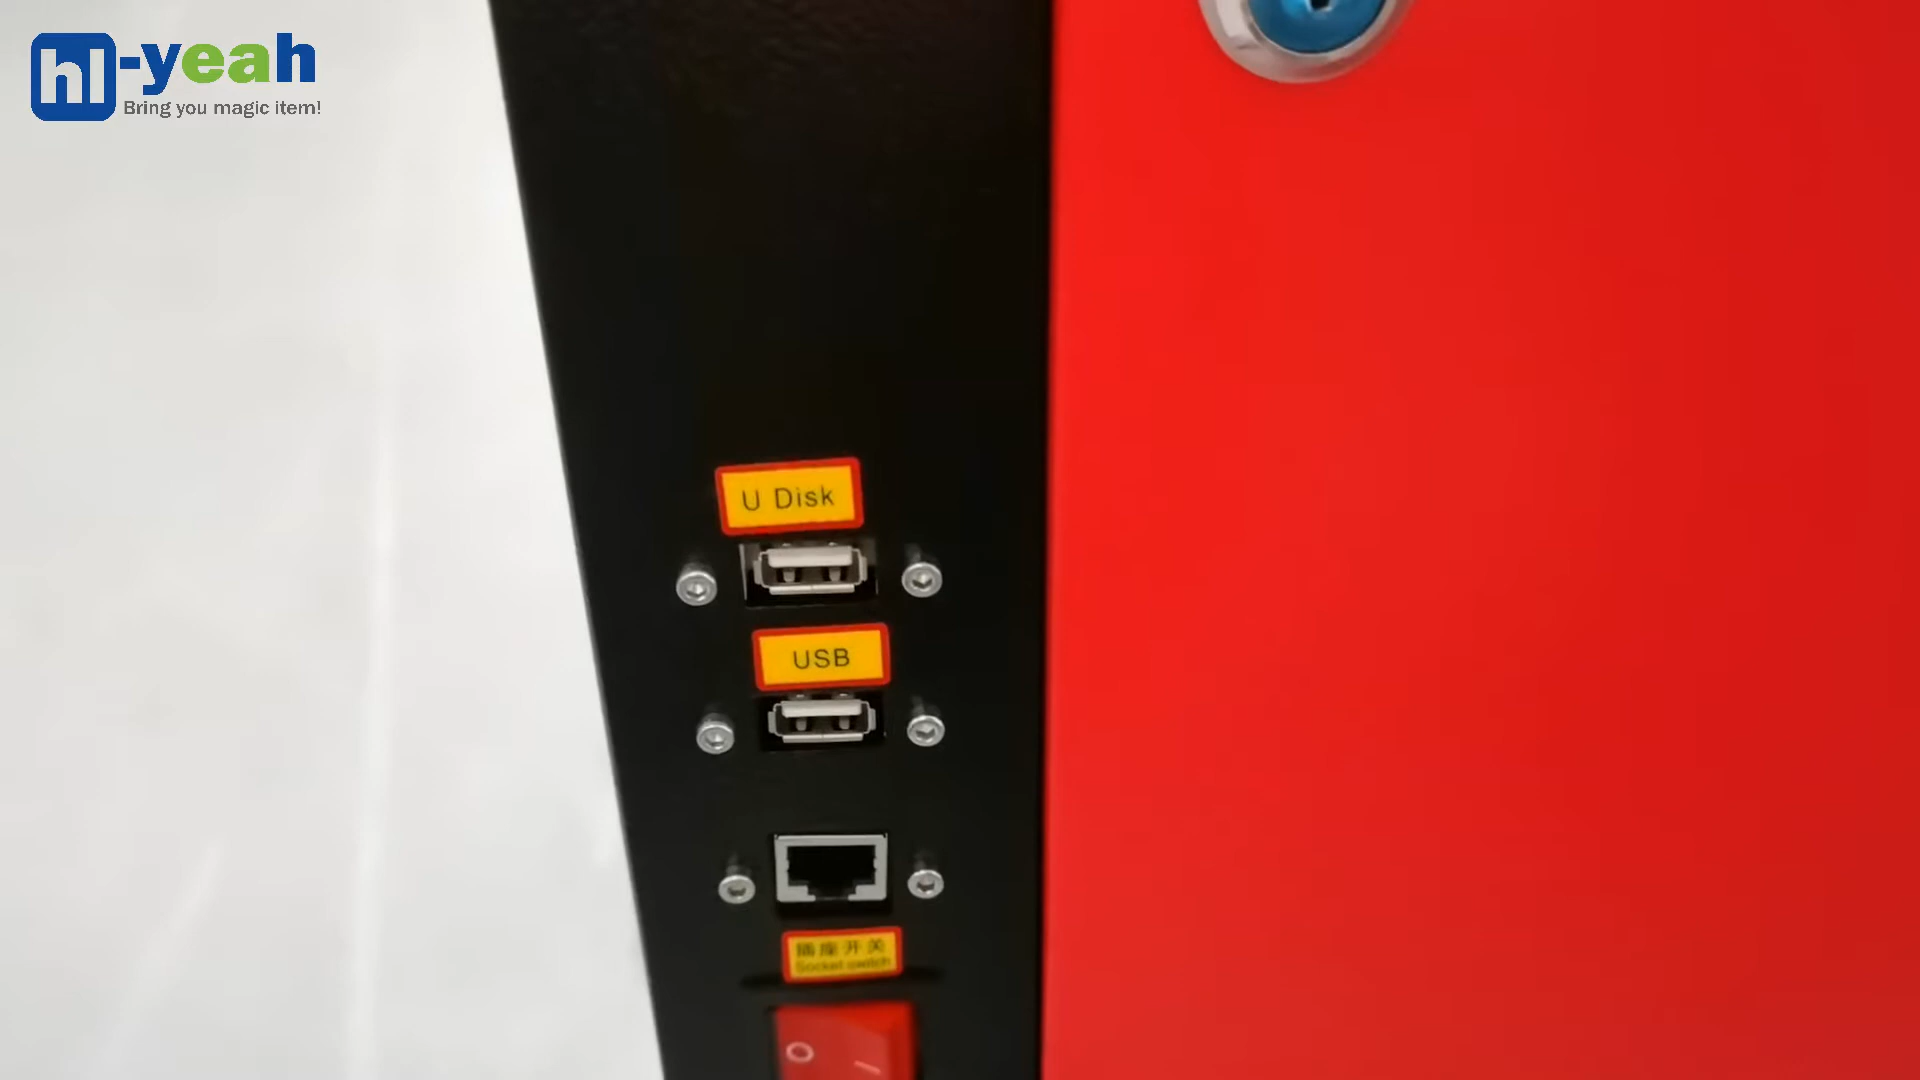 hi-yeah
Bring you magic item!
U Disk
USB
插座开关
Socket switch